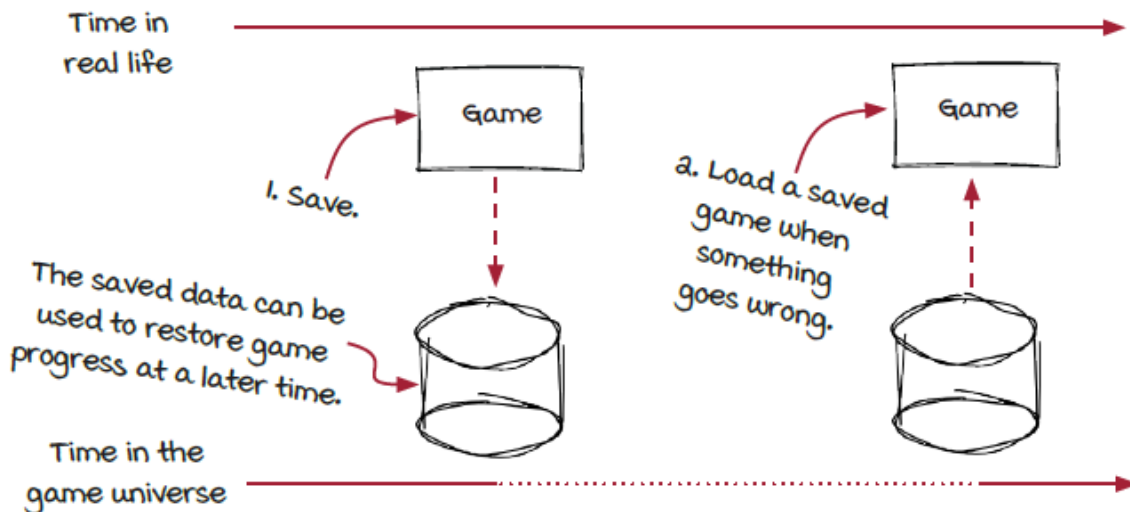 Time in
real life
Game
1. Save.
The saved data can be
used to restore game
progress at a later time.
Game
2. Load a saved
game when
something
goes wrong.
Time in the
game universe